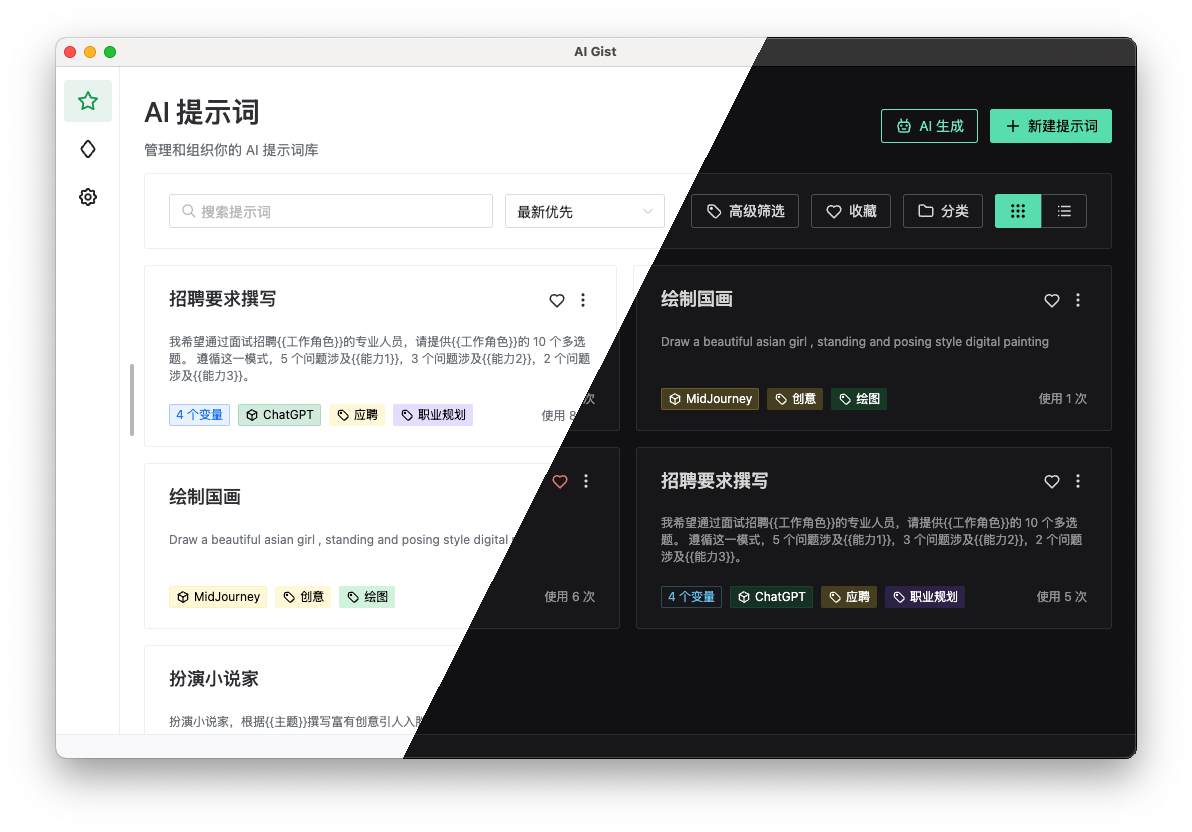 AI Gist
AI 提示词
管理和组织你的 AI 提示词库
AI 生成
新建提示词
搜索提示词
最新优先
高级筛选
收藏
分类
招聘要求撰写
我希望通过面试招聘{{工作角色}}的专业人员，请提供{{工作角色}}的 10 个多选
题。 遵循这一模式，5 个问题涉及{{能力1}}，3 个问题涉及{{能力2}}，2 个问题
涉及{{能力3}}。
4 个变量
ChatGPT
应聘
职业规划
使用 8
次
绘制国画
Draw a beautiful asian girl , standing and posing style digital painting
MidJourney
创意
绘图
使用 1 次
绘制国画
Draw a beautiful asian girl , standing and posing style digital
MidJourney
创意
绘图
使用 6 次
招聘要求撰写
我希望通过面试招聘{{工作角色}}的专业人员，请提供{{工作角色}}的 10 个多选
题。 遵循这一模式，5 个问题涉及{{能力1}}，3 个问题涉及{{能力2}}，2 个问题
涉及{{能力3}}。
4 个变量
ChatGPT
应聘
职业规划
使用 5 次
扮演小说家
扮演小说家，根据{{主题}}撰写富有创意引人入